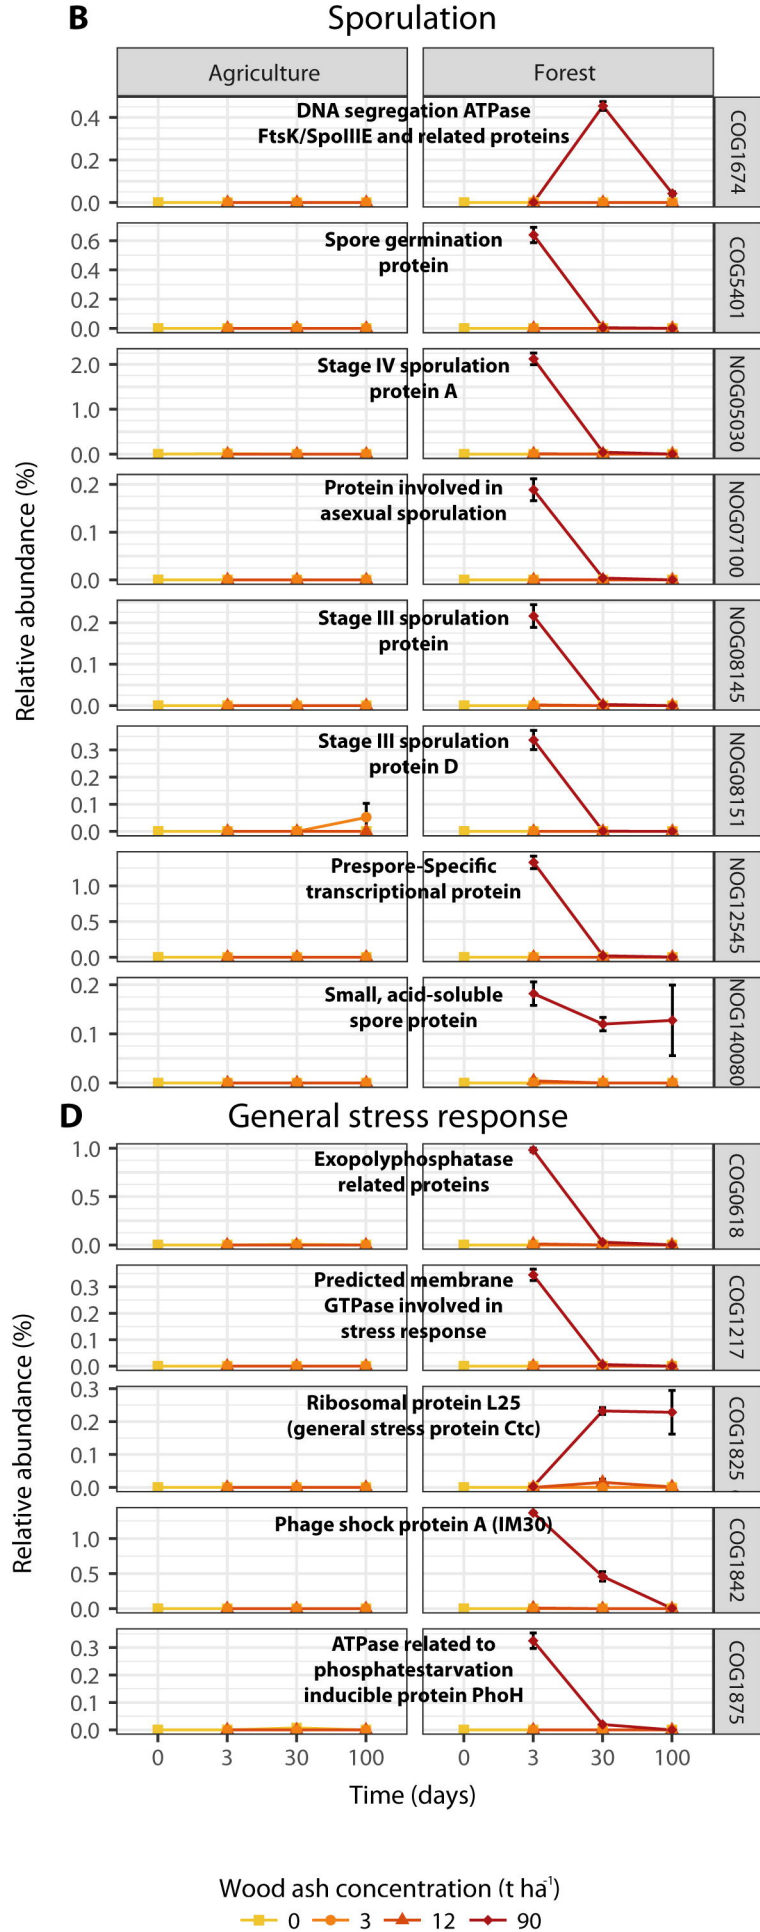 B Sporulation
Agriculture Forest
DNA segregation ATPase
FtsK/SpoIIIE and related proteins
0.4
0.2
0.0
COG1674
Spore germination
protein
0.6
0.4
0.2
0.0
COG5401
Stage IV sporulation
protein A
2.0
1.0
0.0
NOG05030
Protein involved in
asexual sporulation
0.2
0.1
0.0
NOG07100
Stage III sporulation
protein
0.2
0.1
0.0
NOG08145
Stage III sporulation
protein D
0.3
0.2
0.1
0.0
NOG08151
Prespore-Specific
transcriptional protein
1.0
0.5
0.0
NOG12545
Small, acid-soluble
spore protein
0.2
0.1
0.0
NOG140080
Relative abundance (%)
D General stress response
Exopolyphosphatase
related proteins
1.0
0.5
0.0
COG0618
Predicted membrane
GTPase involved in
stress response
0.3
0.2
0.1
0.0
COG1217
Ribosomal protein L25
(general stress protein Ctc)
0.3
0.2
0.1
0.0
COG1825
Phage shock protein A (IM30)
1.0
0.5
0.0
COG1842
ATPase related to
phosphatestarvation
inducible protein PhoH
0.3
0.2
0.1
0.0
COG1875
Relative abundance (%)
0 3 30 100 0 3 30 100
Time (days)
Wood ash concentration (t ha⁻¹)
0 3 12 90